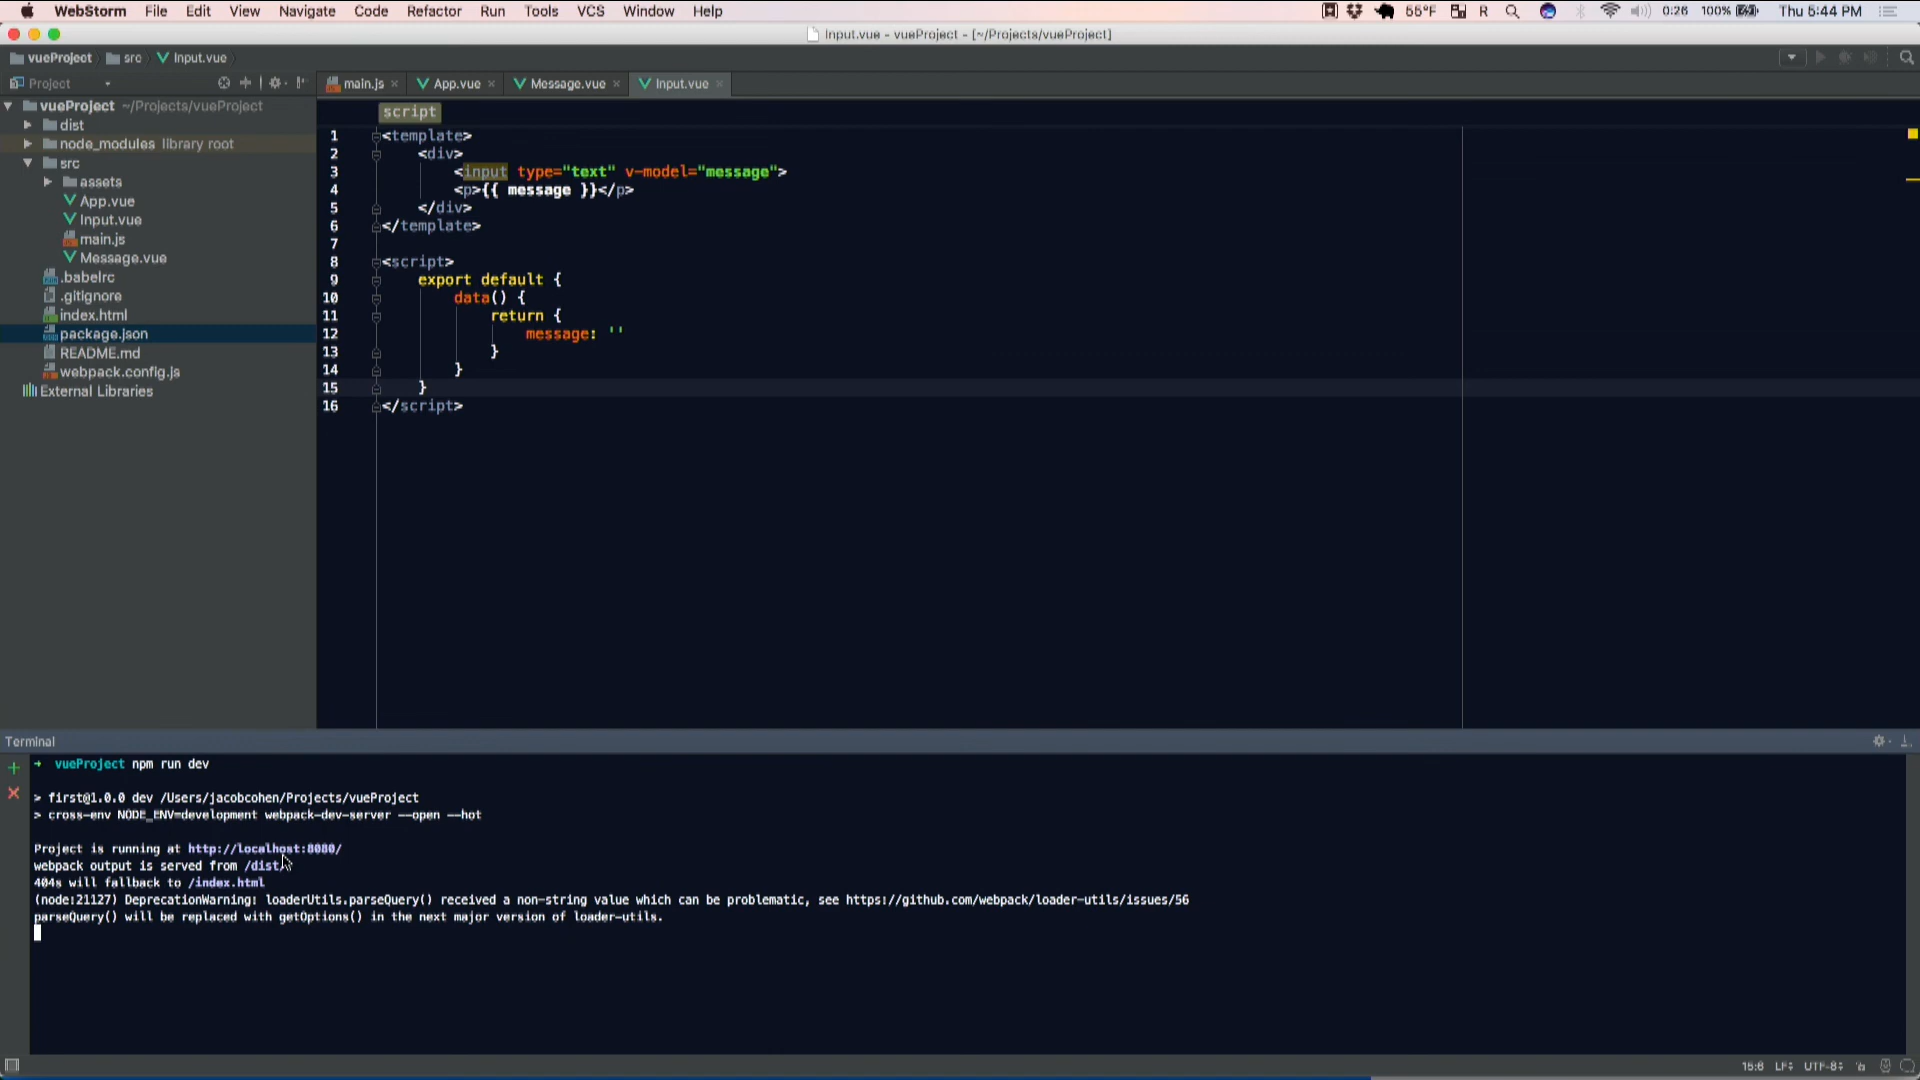 WebStorm File Edit View Navigate Code Refactor Run Tools VCS Window Help 55°F R 0:26 100% Thu 5:44 PM
Input.vue - vueProject - [~/Projects/vueProject]
vueProject src Input.vue
Project
main.js App.vue Message.vue Input.vue
vueProject ~/Projects/vueProject
dist
node_modules library root
src
assets
App.vue
Input.vue
main.js
Message.vue
.babelrc
.gitignore
index.html
package.json
README.md
webpack.config.js
External Libraries
script
1 <template>
2 <div>
3 <input type="text" v-model="message">
4 <p>{{ message }}</p>
5 </div>
6 </template>
7
8 <script>
9 export default {
10 data() {
11 return {
12 message: ''
13 }
14 }
15 }
16 </script>
Terminal
→ vueProject npm run dev
> first@1.0.0 dev /Users/jacobcohen/Projects/vueProject
> cross-env NODE_ENV=development webpack-dev-server --open --hot
Project is running at http://localhost:8080/
webpack output is served from /dist/
404s will fallback to /index.html
(node:21127) DeprecationWarning: loaderUtils.parseQuery() received a non-string value which can be problematic, see https://github.com/webpack/loader-utils/issues/56
parseQuery() will be replaced with getOptions() in the next major version of loader-utils.
15:6 LF÷ UTF-8÷